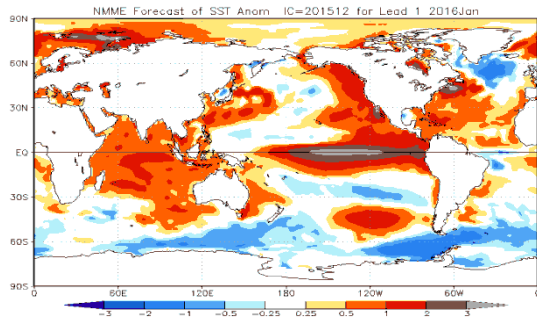 NMME Forecast of SST Anom IC=201512 for Lead 1 2016Jan
90N
60N
30N
EQ
30S
60S
90S
0 60E 120E 180 120W 60W 0
-3 -2 -1 -0.5 -0.25 0.25 0.5 1 2 3